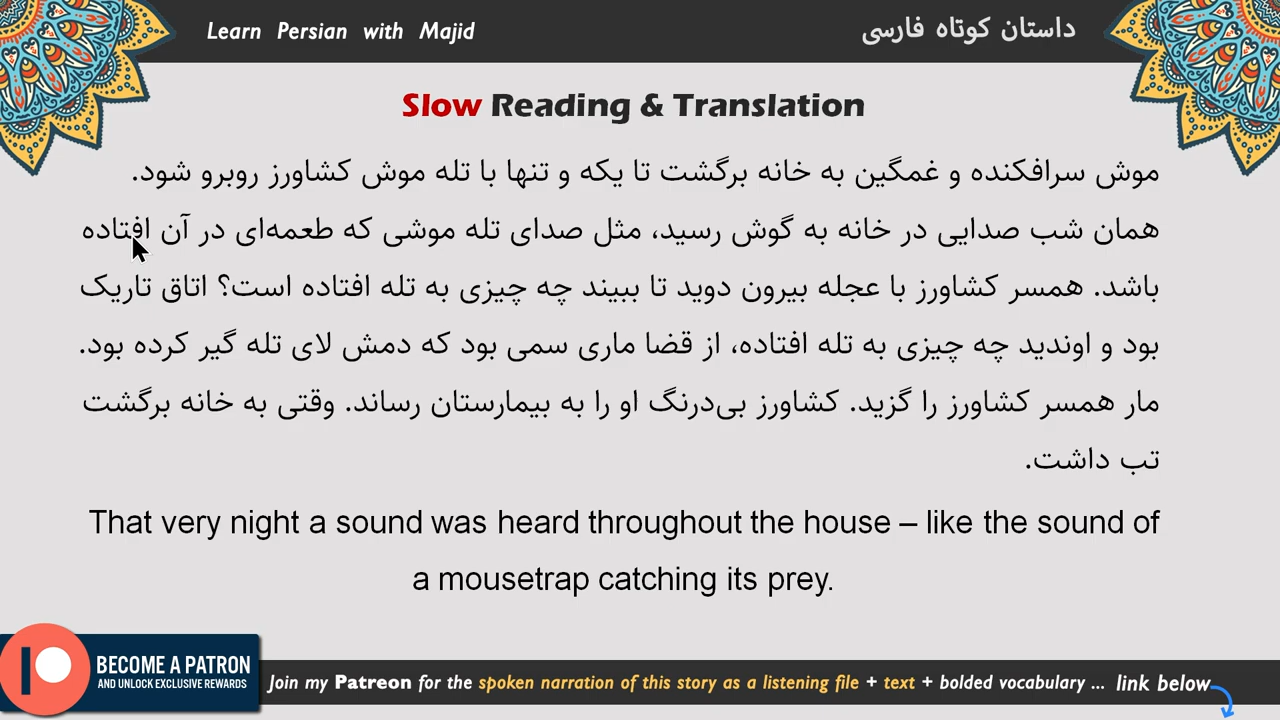 Learn Persian with Majid
داستان کوتاه فارسی
Slow Reading & Translation
موش سرافکنده و غمگین به خانه برگشت تا یکه و تنها با تله موش کشاورز روبرو شود.
همان شب صدایی در خانه به گوش رسید، مثل صدای تله موشی که طعمه‌ای در آن افتاده
باشد. همسر کشاورز با عجله بیرون دوید تا ببیند چه چیزی به تله افتاده است؟ اتاق تاریک
بود و اوندید چه چیزی به تله افتاده، از قضا ماری سمی بود که دمش لای تله گیر کرده بود.
مار همسر کشاورز را گزید. کشاورز بی‌درنگ او را به بیمارستان رساند. وقتی به خانه برگشت
تب داشت.
That very night a sound was heard throughout the house – like the sound of
a mousetrap catching its prey.
BECOME A PATRON
AND UNLOCK EXCLUSIVE REWARDS
Join my Patreon for the spoken narration of this story as a listening file + text + bolded vocabulary ... link below